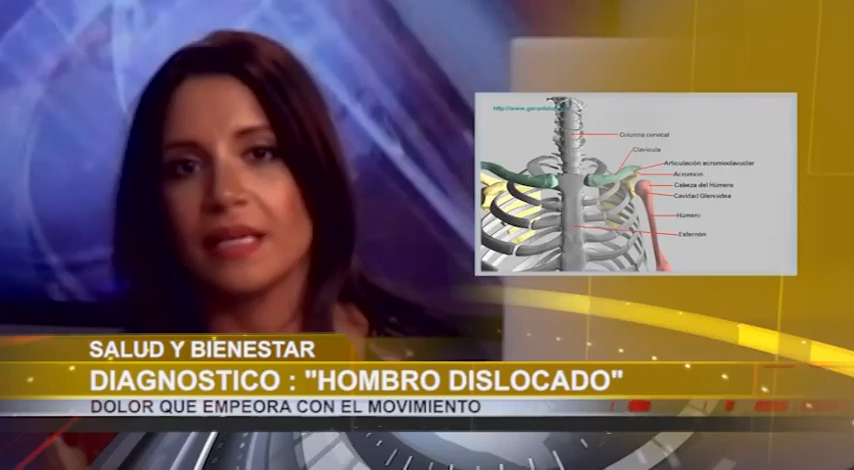 Columna cervical
Clavícula
Articulación acromioclavicular
Acromion
Cabeza del Húmero
Cavidad Glenoidea
Húmero
Esternón
SALUD Y BIENESTAR
DIAGNOSTICO : "HOMBRO DISLOCADO"
DOLOR QUE EMPEORA CON EL MOVIMIENTO